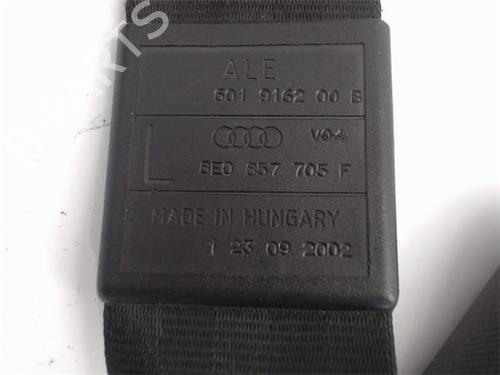 ALE
601 9162 00 B
V04
L 8E0 857 705 F
MADE IN HUNGARY
1 23 09 2002